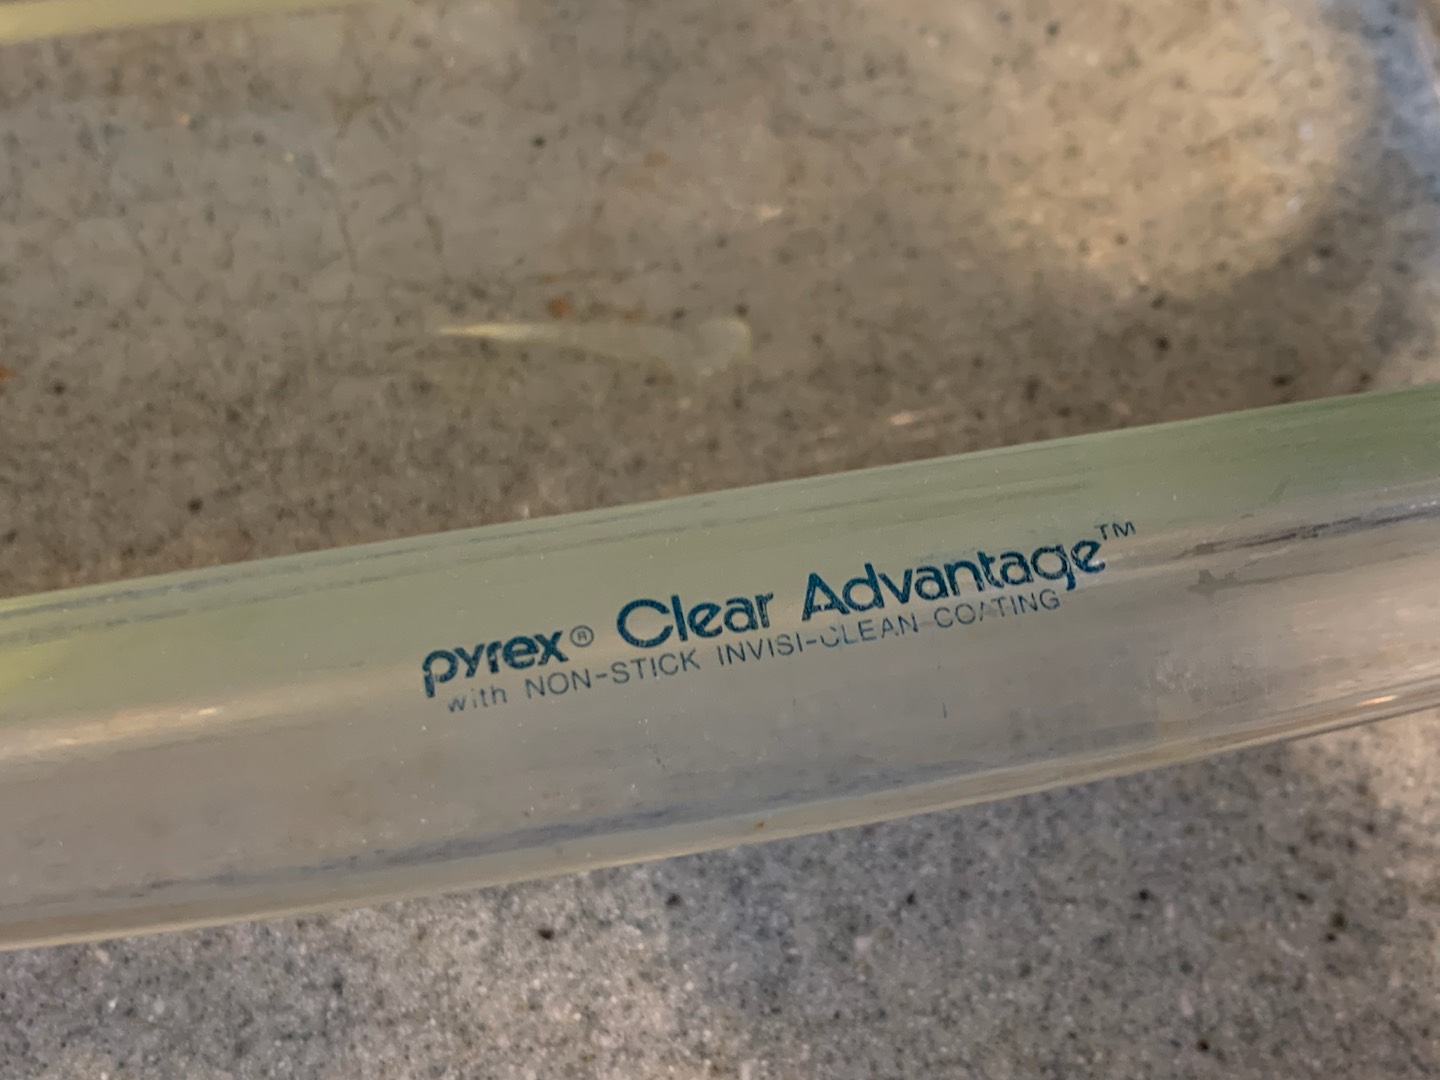 pyrex® Clear Advantage™
with NON-STICK INVISI-CLEAN COATING